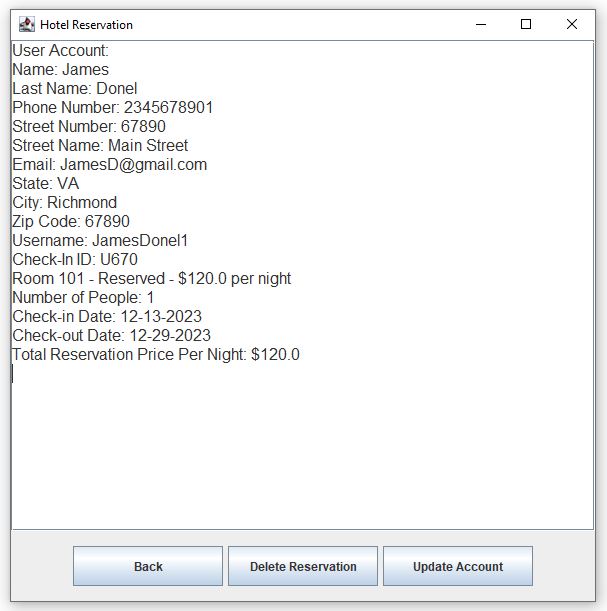 Hotel Reservation
User Account:
Name: James
Last Name: Donel
Phone Number: 2345678901
Street Number: 67890
Street Name: Main Street
Email: JamesD@gmail.com
State: VA
City: Richmond
Zip Code: 67890
Username: JamesDonel1
Check-In ID: U670
Room 101 - Reserved - $120.0 per night
Number of People: 1
Check-in Date: 12-13-2023
Check-out Date: 12-29-2023
Total Reservation Price Per Night: $120.0
Back
Delete Reservation
Update Account